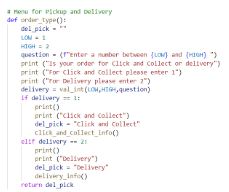 # Menu for Pickup and Delivery
def order_type():
    del_pick = ""
    LOW = 1
    HIGH = 2
    question = (f"Enter a number between {LOW} and {HIGH} ")
    print ("Is your order for Click and Collect or delivery")
    print ("For Click and Collect please enter 1")
    print ("For Delivery please enter 2")
    delivery = val_int(LOW,HIGH,question)
    if delivery == 1:
        print()
        print ("Click and Collect")
        del_pick = "Click and Collect"
        Click_and_collect_info()
    elif delivery == 2:
        print()
        print ("Delivery")
        del_pick = "Delivery"
        delivery_info()
    return del_pick